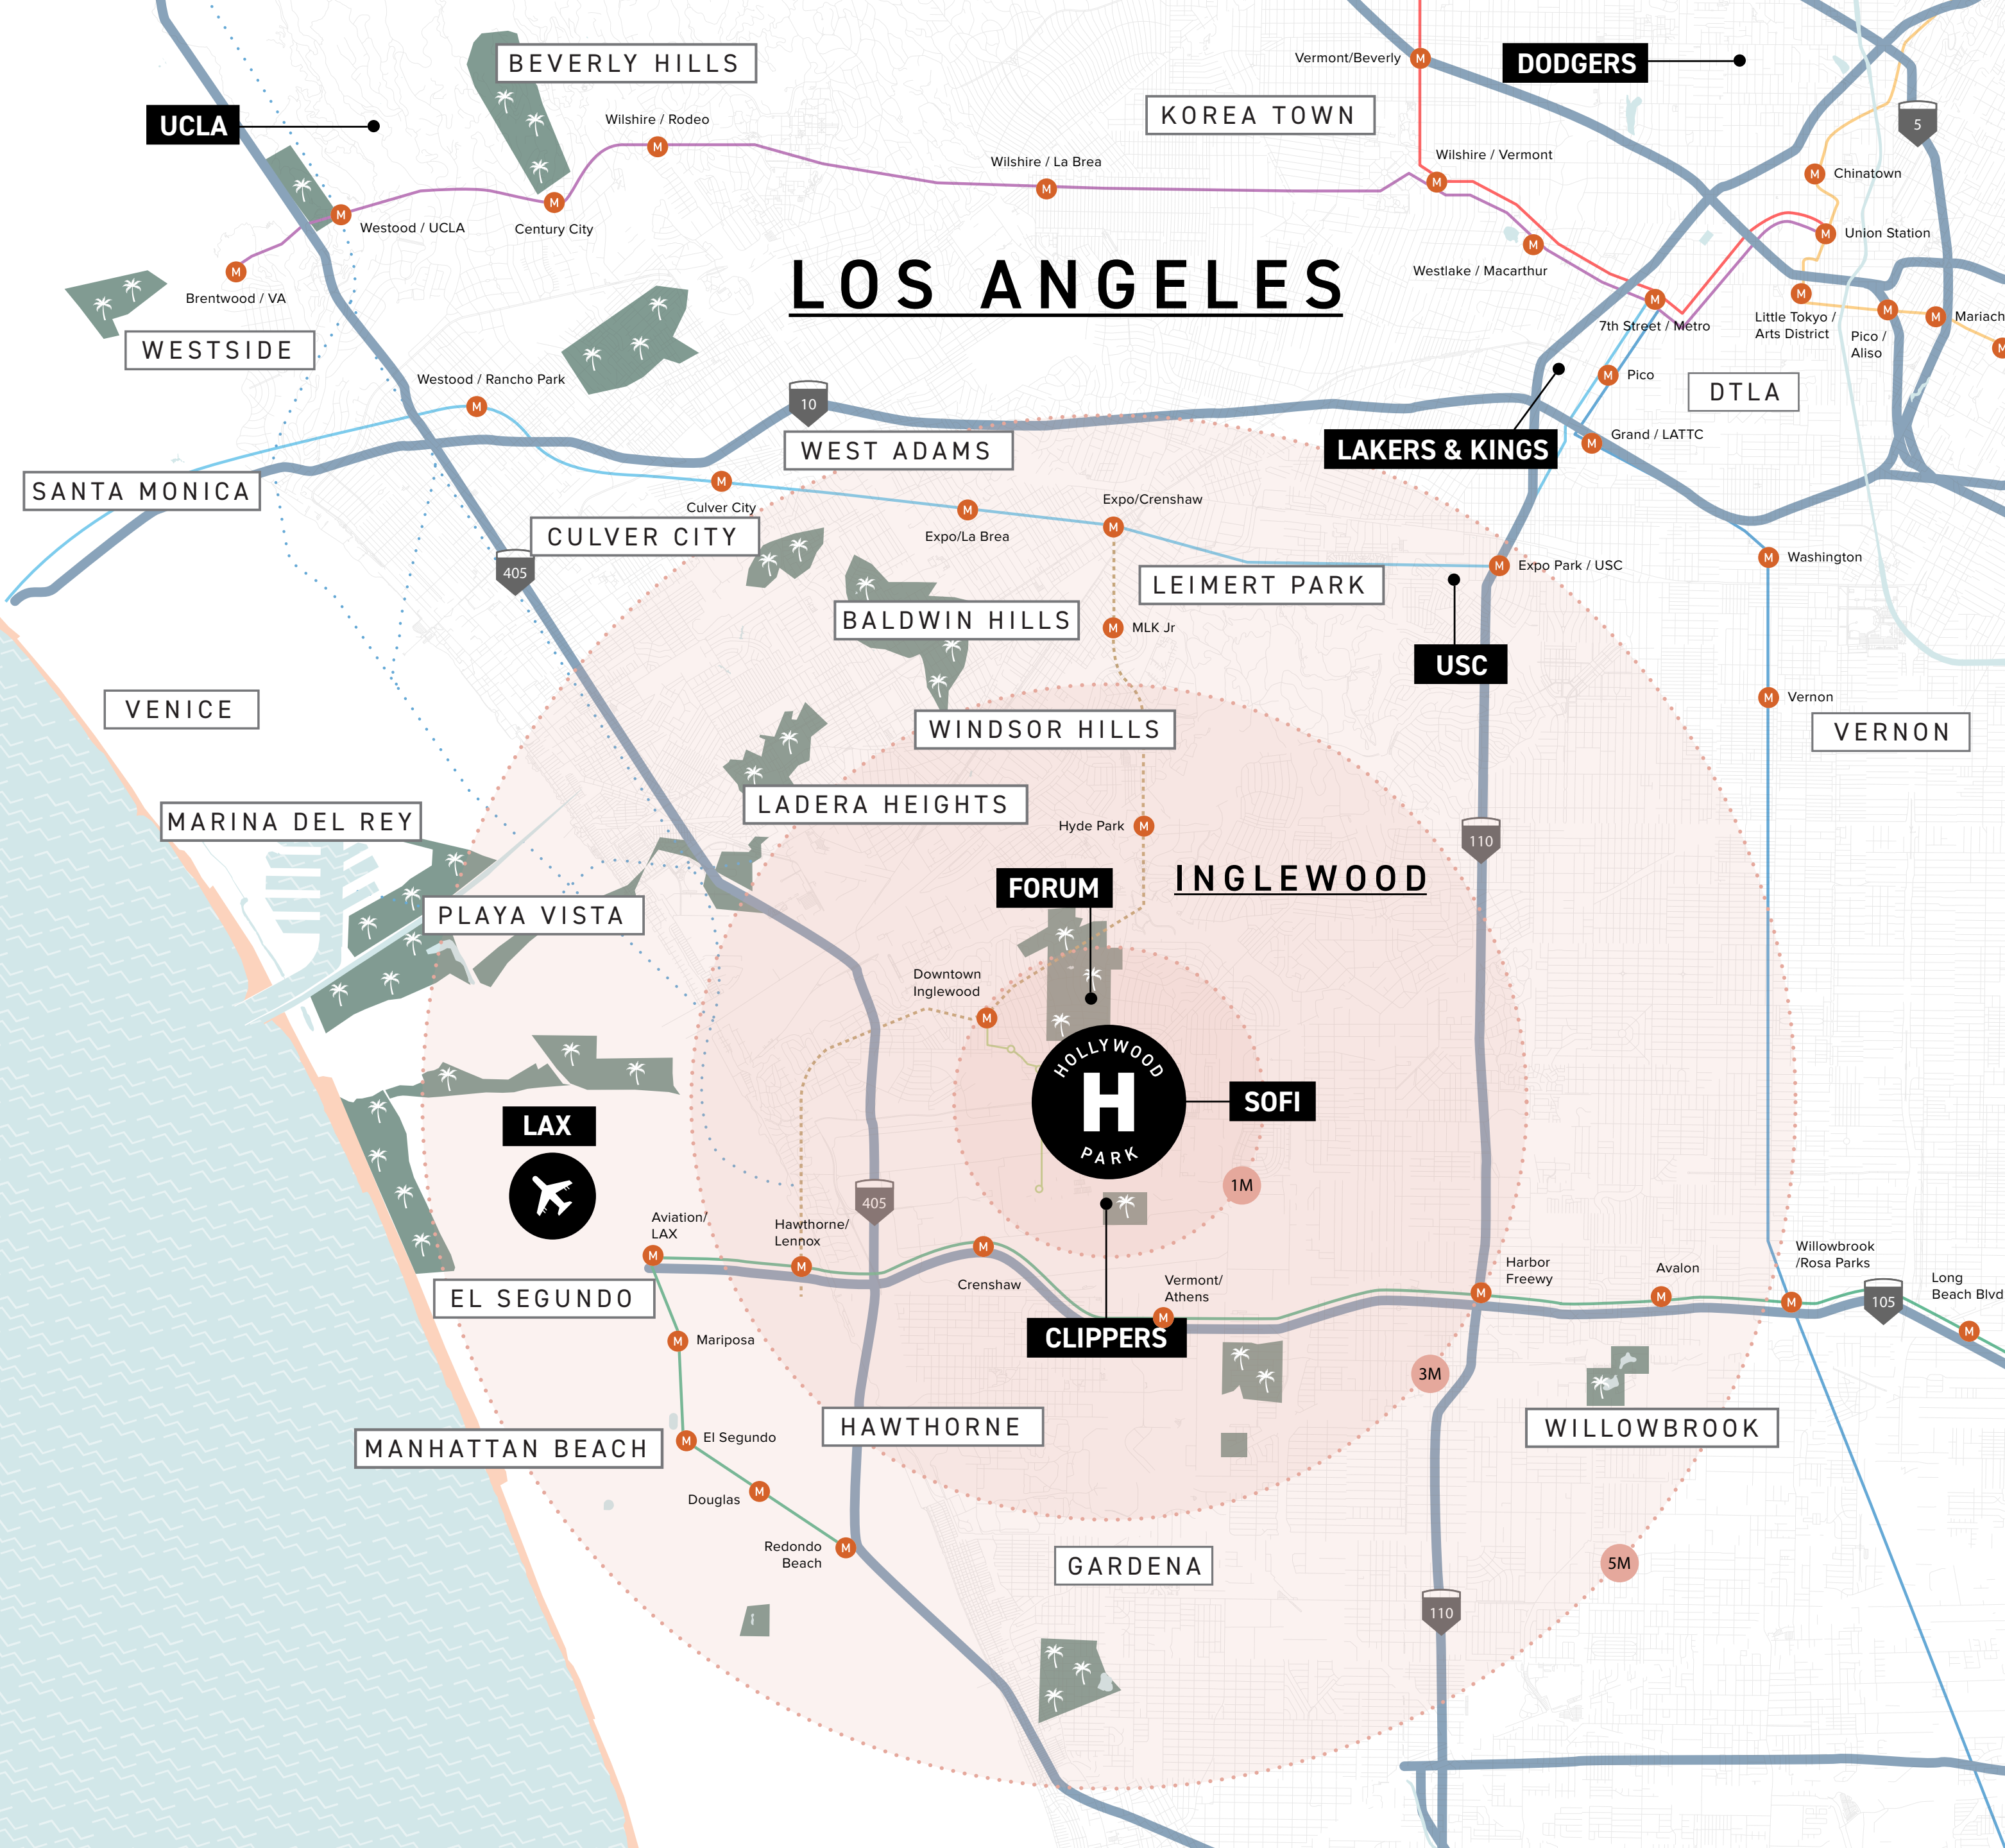 BEVERLY HILLS
Vermont/Beverly
DODGERS
UCLA
Wilshire / Rodeo
KOREA TOWN
5
Wilshire / La Brea
Wilshire / Vermont
Chinatown
Westood / UCLA
Century City
Union Station
Brentwood / VA
LOS ANGELES
Westlake / Macarthur
WESTSIDE
7th Street / Metro
Little Tokyo /
Arts District
Pico /
Aliso
Mariach
Westood / Rancho Park
Pico
10
DTLA
WEST ADAMS
LAKERS & KINGS
Grand / LATTC
SANTA MONICA
Culver City
Expo/Crenshaw
CULVER CITY
Expo/La Brea
405
LEIMERT PARK
Expo Park / USC
Washington
BALDWIN HILLS
MLK Jr
USC
VENICE
WINDSOR HILLS
Vernon
VERNON
MARINA DEL REY
LADERA HEIGHTS
Hyde Park
110
PLAYA VISTA
FORUM
INGLEWOOD
Downtown
Inglewood
HOLLYWOOD
H
PARK
SOFI
LAX
1M
405
Aviation/
LAX
Hawthorne/
Lennox
Crenshaw
Vermont/
Athens
Harbor
Freewy
Avalon
Willowbrook
/Rosa Parks
105
Long
Beach Blvd
EL SEGUNDO
CLIPPERS
Mariposa
3M
MANHATTAN BEACH
El Segundo
HAWTHORNE
WILLOWBROOK
Douglas
Redondo
Beach
GARDENA
5M
110